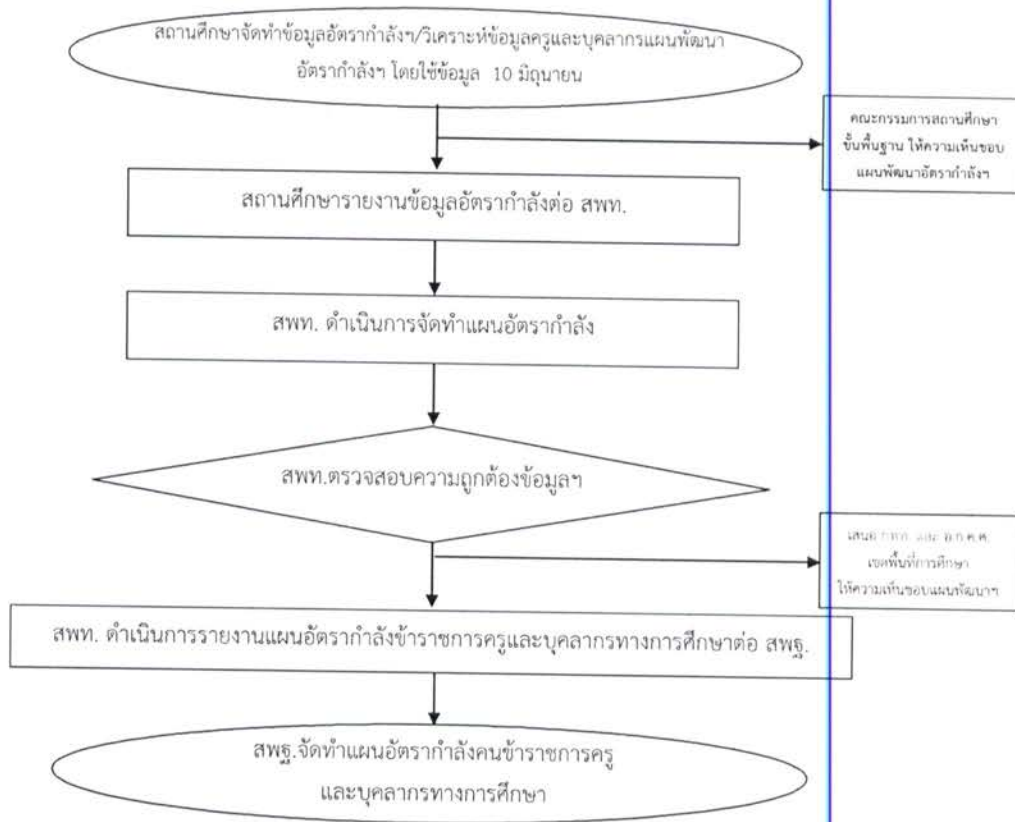 สถานศึกษาจัดทำข้อมูลอัตรากำลังฯ/วิเคราะห์ข้อมูลครูและบุคลากรแผนพัฒนา
อัตรากำลังฯ โดยใช้ข้อมูล 10 มิถุนายน
คณะกรรมการสถานศึกษา
ขั้นพื้นฐาน ให้ความเห็นชอบ
แผนพัฒนาอัตรากำลังฯ
สถานศึกษารายงานข้อมูลอัตรากำลังต่อ สพท.
สพท. ดำเนินการจัดทำแผนอัตรากำลัง
สพท.ตรวจสอบความถูกต้องข้อมูลฯ
เสนอ และ อ.ก.ค.ศ.
เขตพื้นที่การศึกษา
ให้ความเห็นชอบแผนพัฒนาฯ
สพท. ดำเนินการรายงานแผนอัตรากำลังข้าราชการครูและบุคลากรทางการศึกษาต่อ สพฐ.
สพฐ.จัดทำแผนอัตรากำลังคนข้าราชการครู
และบุคลากรทางการศึกษา